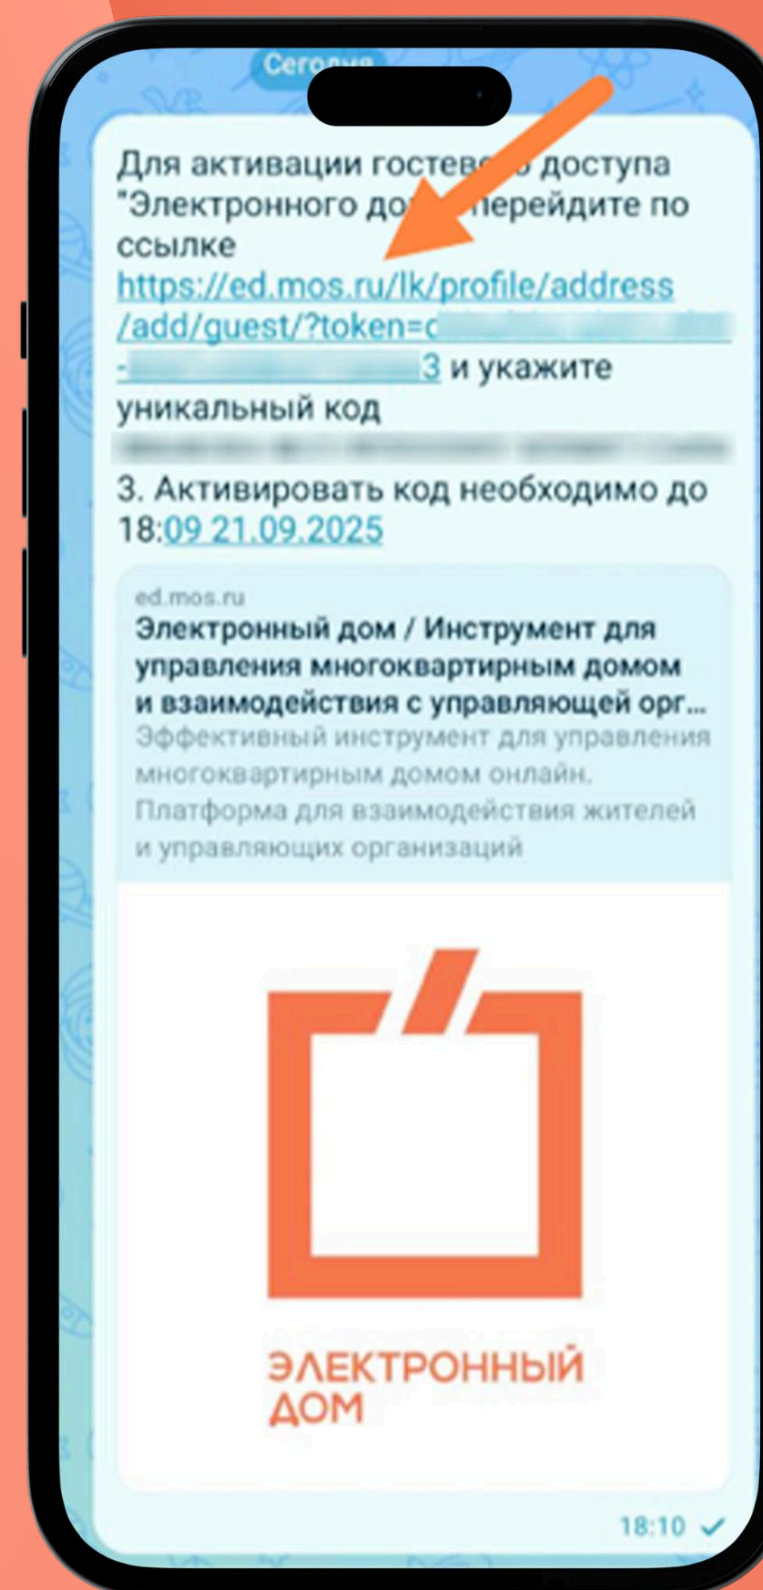 Для активации доступа
"Электронного перейдите по
ссылке
https://ed.mos.ru/lk/profile/address
/add/guest/?token=
3 и укажите
уникальный код
3. Активировать код необходимо до
18:09 21.09.2025
ed.mos.ru
Электронный дом / Инструмент для
управления многоквартирным домом
и взаимодействия с управляющей орг...
Эффективный инструмент для управления
многоквартирным домом онлайн.
Платформа для взаимодействия жителей
и управляющих организаций
ЭЛЕКТРОННЫЙ
ДОМ
18:10